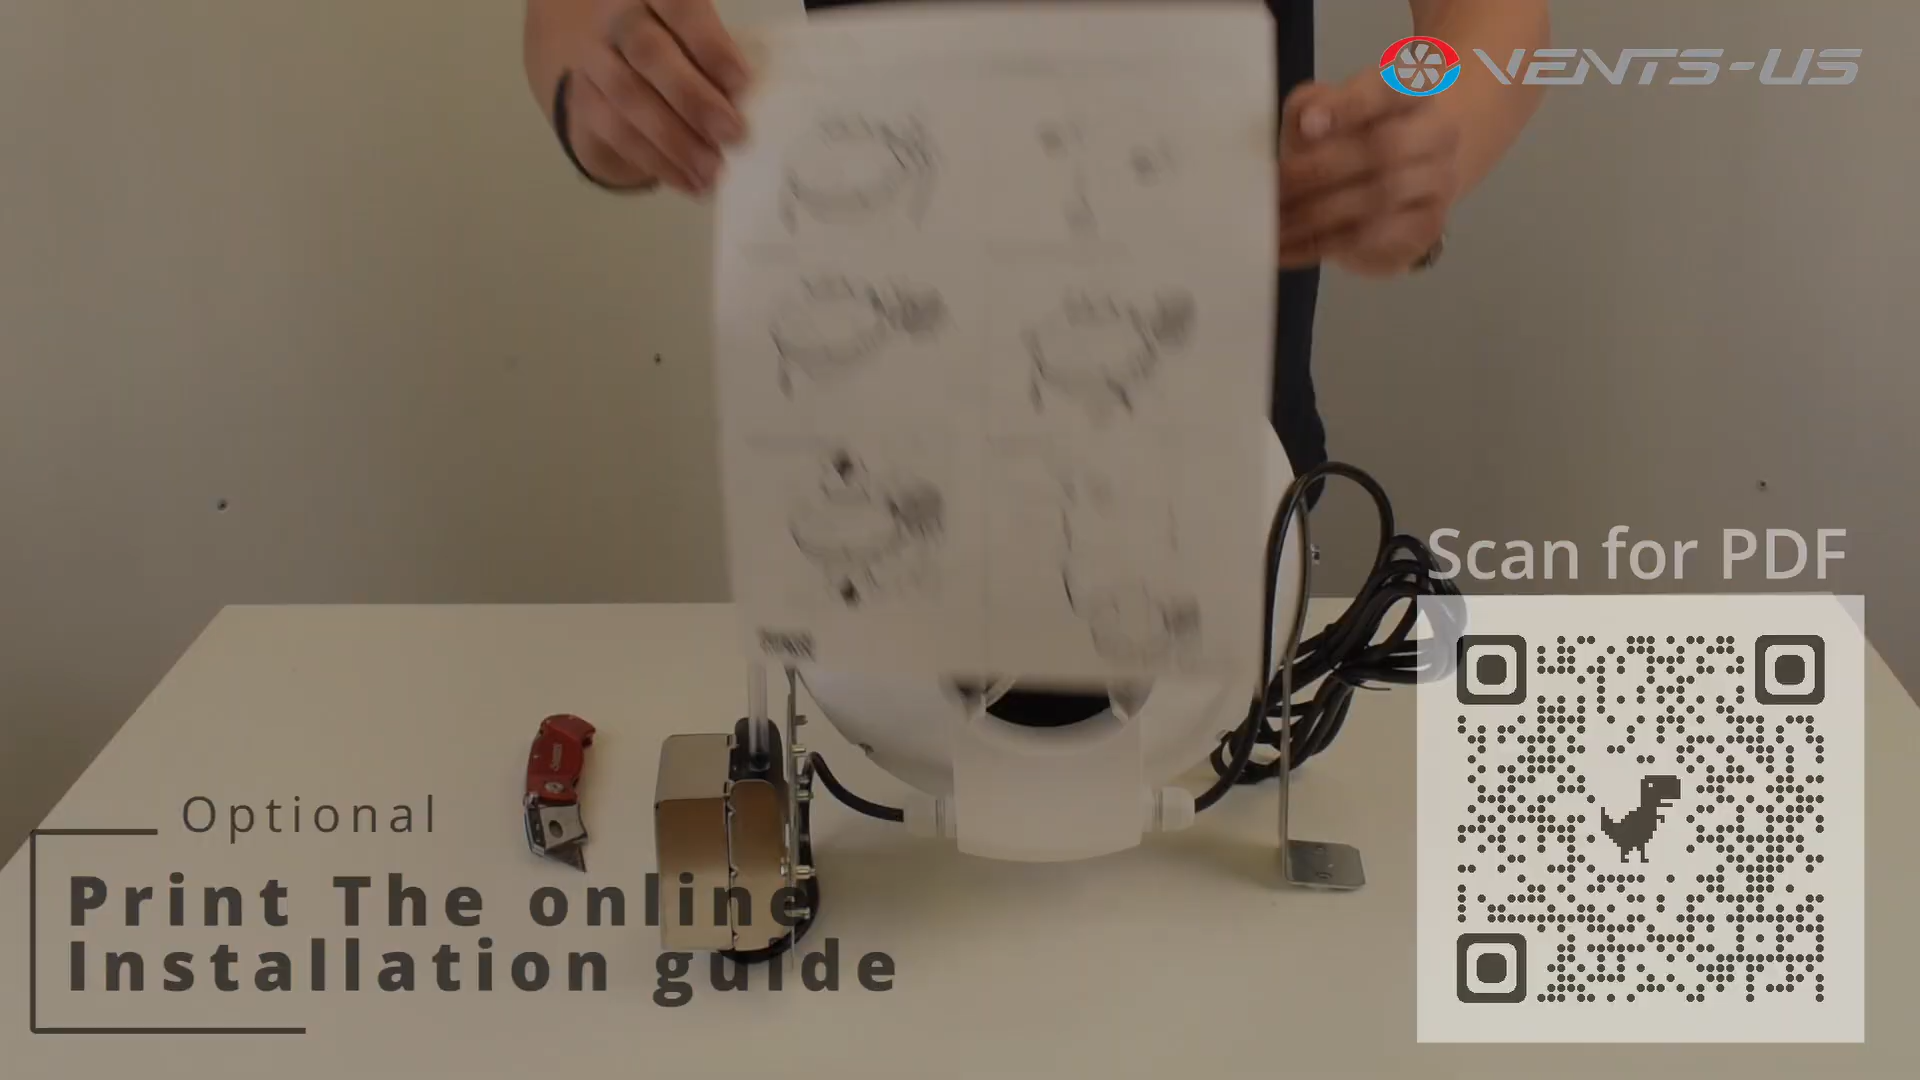 VENTS-US
Scan for PDF
Optional
Print The online
Installation guide